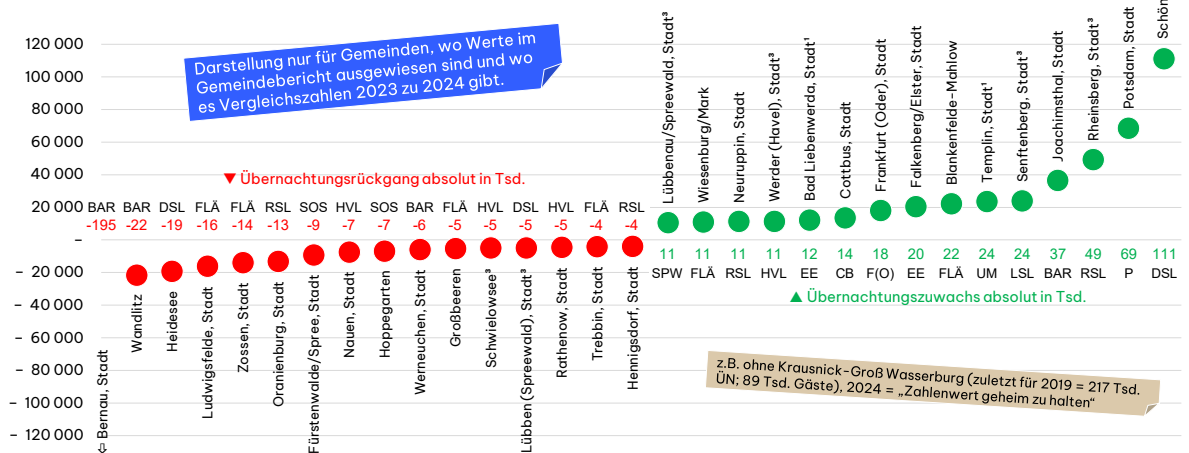 120 000
100 000
80 000
60 000
40 000
20 000
–
– 20 000
– 40 000
– 60 000
– 80 000
– 100 000
– 120 000
Darstellung nur für Gemeinden, wo Werte im
Gemeindebericht ausgewiesen sind und wo
es Vergleichszahlen 2023 zu 2024 gibt.
▼ Übernachtungsrückgang absolut in Tsd.
BAR BAR DSL FLÄ FLÄ RSL SOS HVL SOS BAR FLÄ HVL DSL HVL FLÄ RSL
-195 -22 -19 -16 -14 -13 -9 -7 -7 -6 -5 -5 -5 -5 -4 -4
⇦ Bernau, Stadt
Wandlitz
Heidesee
Ludwigsfelde, Stadt
Zossen, Stadt
Oranienburg, Stadt
Fürstenwalde/Spree, Stadt
Nauen, Stadt
Hoppegarten
Werneuchen, Stadt
Großbeeren
Schwielowsee³
Lübben (Spreewald), Stadt³
Rathenow, Stadt
Trebbin, Stadt
Hennigsdorf, Stadt
Lübbenau/Spreewald, Stadt³
Wiesenburg/Mark
Neuruppin, Stadt
Werder (Havel), Stadt³
Bad Liebenwerda, Stadt¹
Cottbus, Stadt
Frankfurt (Oder), Stadt
Falkenberg/Elster, Stadt
Blankenfelde-Mahlow
Templin, Stadt¹
Senftenberg, Stadt³
Joachimsthal, Stadt
Rheinsberg, Stadt³
Potsdam, Stadt
Schön
11 11 11 11 12 14 18 20 22 24 24 37 49 69 111
SPW FLÄ RSL HVL EE CB F(O) EE FLÄ UM LSL BAR RSL P DSL
▲ Übernachtungszuwachs absolut in Tsd.
z.B. ohne Krausnick-Groß Wasserburg (zuletzt für 2019 = 217 Tsd.
ÜN; 89 Tsd. Gäste), 2024 = „Zahlenwert geheim zu halten“